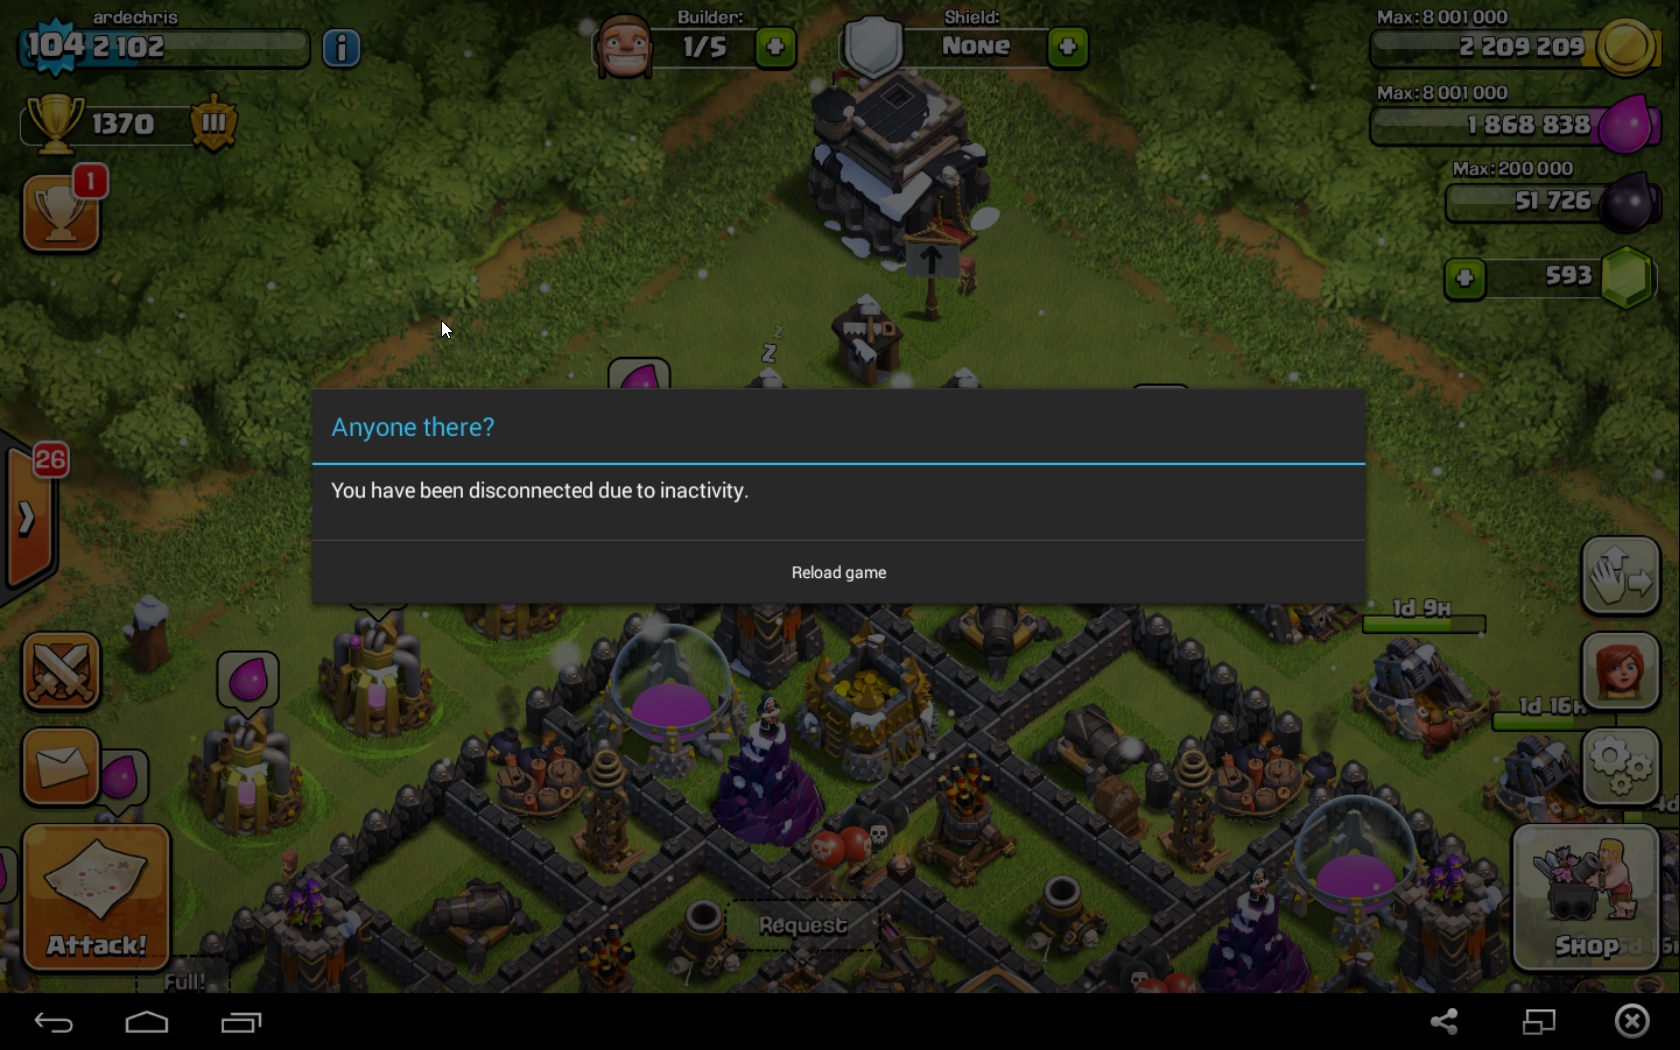 ardechris
Builder:
Shield:
Max: 8 001 000
104
2 102
i
1/5
None
2 209 209
Max: 8 001 000
1370
III
1 868 838
1
Max: 200 000
51 726
593
z
Z
26
Anyone there?
You have been disconnected due to inactivity.
Reload game
1d 9H
1d 16H
Request
Attack!
Shop
Full!